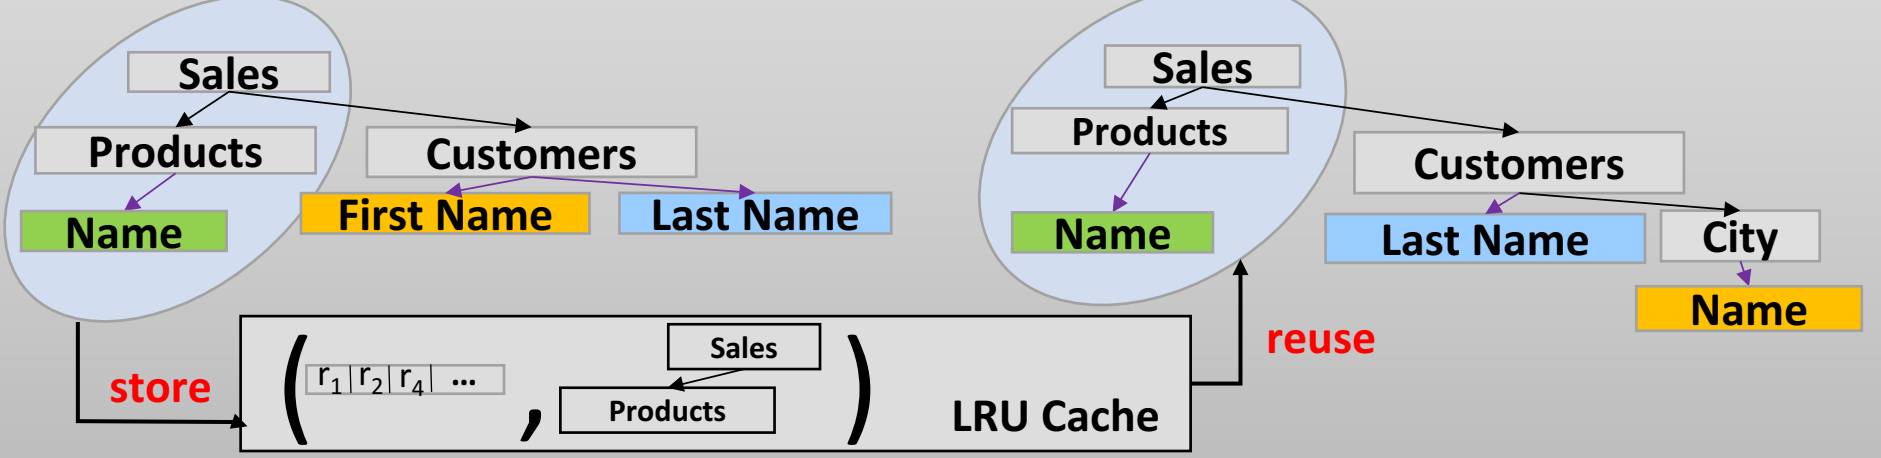 Sales
Products
Customers
Name
First Name
Last Name
Sales
Products
Customers
Name
Last Name
City
Name
store
( r₁ | r₂ | r₄ | ... , Sales
Products )
LRU Cache
reuse